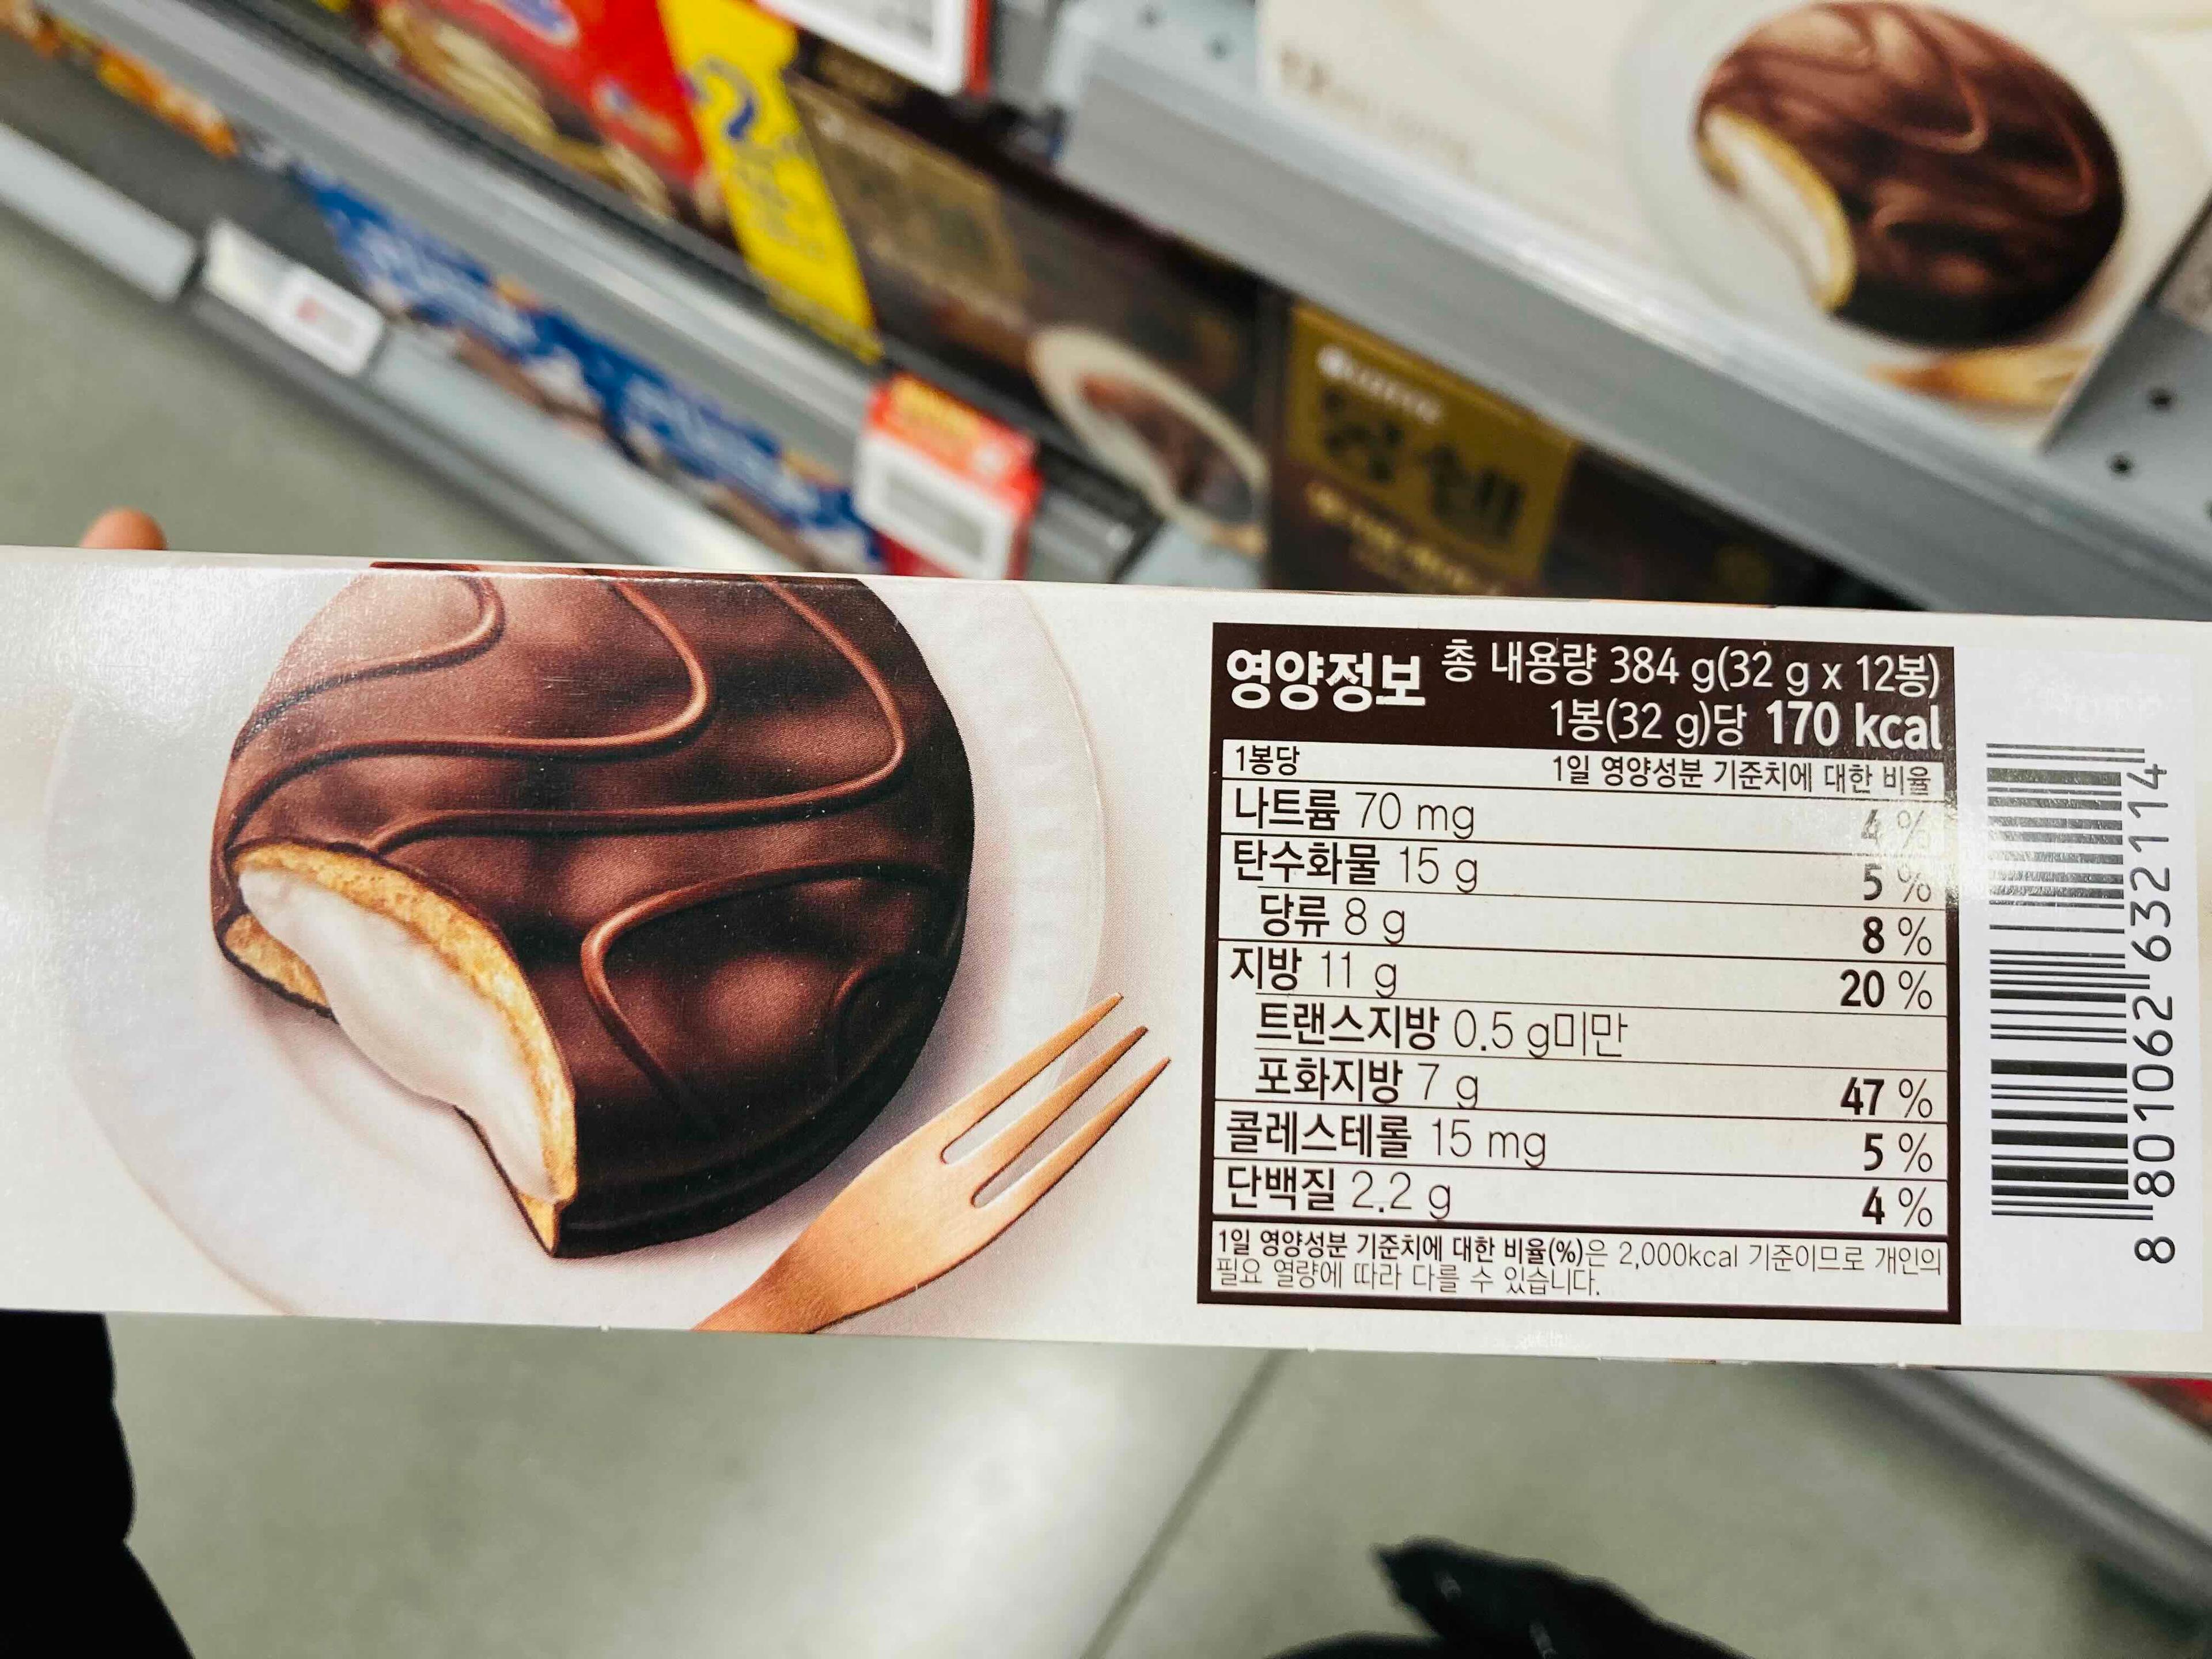 LOTTE
몽쉘
영양정보 총 내용량 384 g(32 g x 12봉)
1봉(32 g)당 170 kcal
1봉당 1일 영양성분 기준치에 대한 비율
나트륨 70 mg 4 %
탄수화물 15 g 5 %
당류 8 g 8 %
지방 11 g 20 %
트랜스지방 0.5 g미만
포화지방 7 g 47 %
콜레스테롤 15 mg 5 %
단백질 2.2 g 4 %
1일 영양성분 기준치에 대한 비율(%)은 2,000kcal 기준이므로 개인의
필요 열량에 따라 다를 수 있습니다.
8 801062 632114